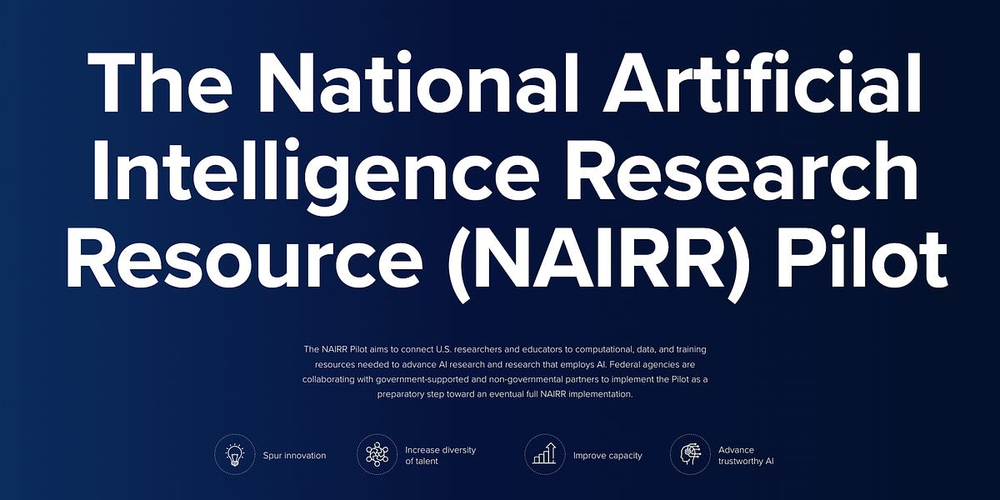 The National Artificial
Intelligence Research
Resource (NAIRR) Pilot
The NAIRR Pilot aims to connect U.S. researchers and educators to computational, data, and training
resources needed to advance AI research and research that employs AI. Federal agencies are
collaborating with government-supported and non-governmental partners to implement the Pilot as a
preparatory step toward an eventual full NAIRR implementation.
Spur innovation
Increase diversity
of talent
Improve capacity
Advance
trustworthy AI